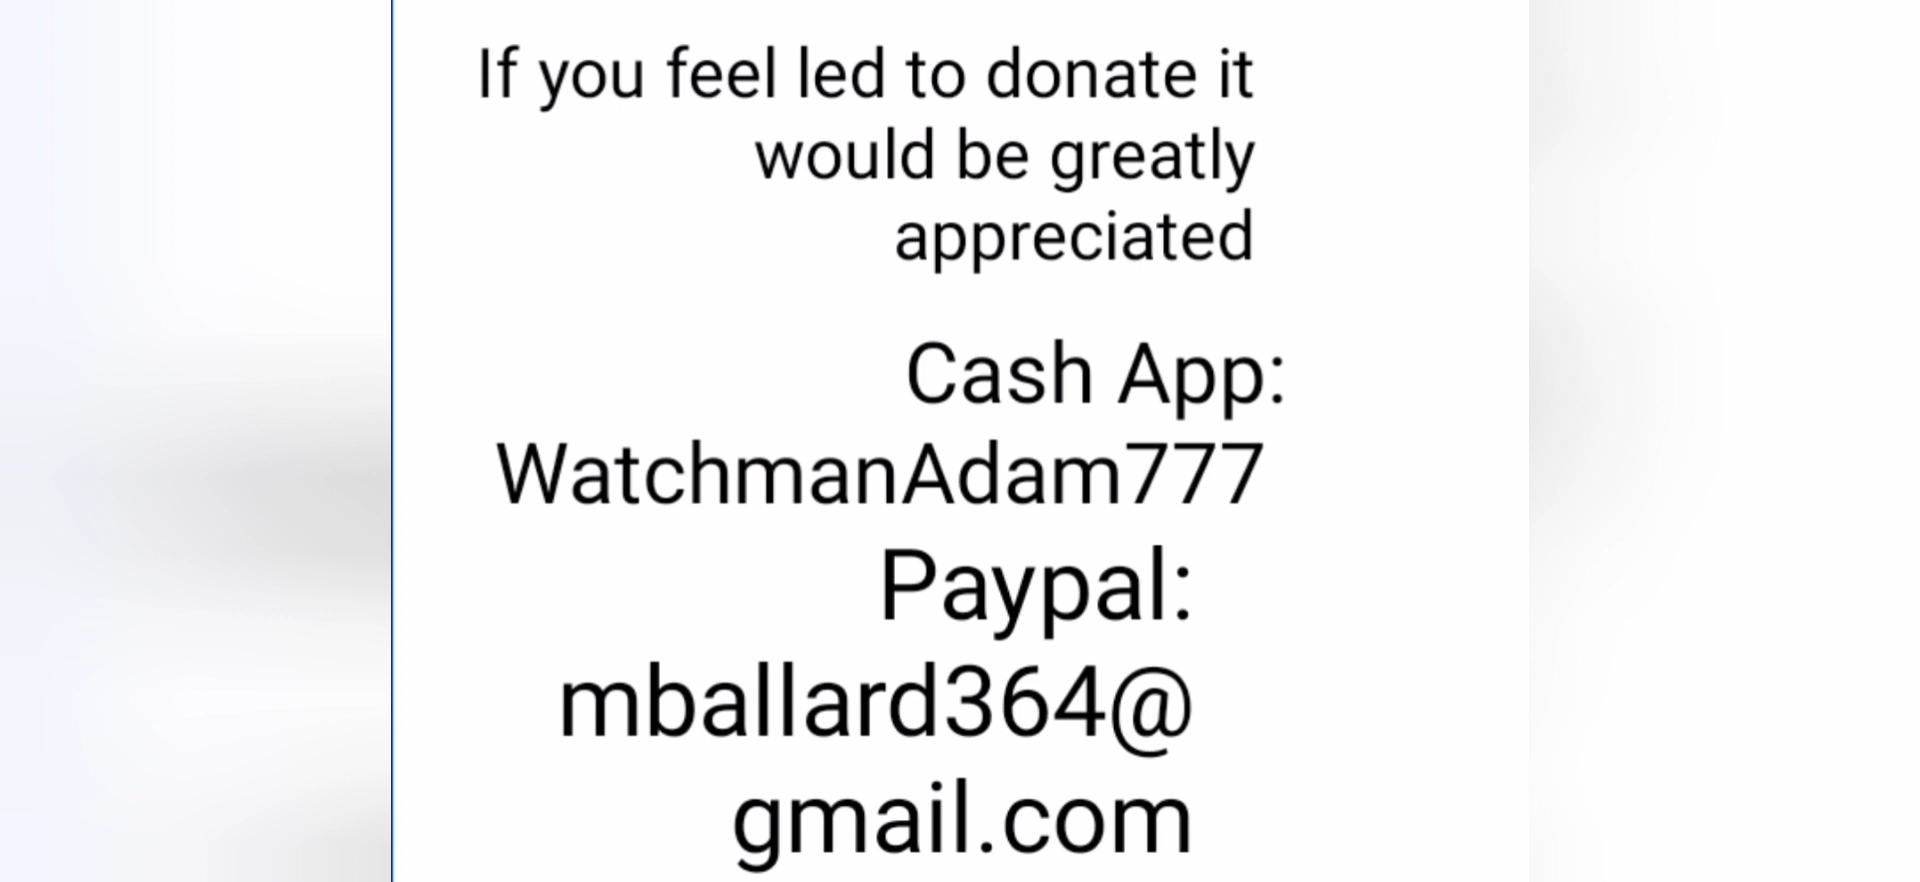 If you feel led to donate it
would be greatly
appreciated
Cash App:
WatchmanAdam777
Paypal:
mballard364@
gmail.com